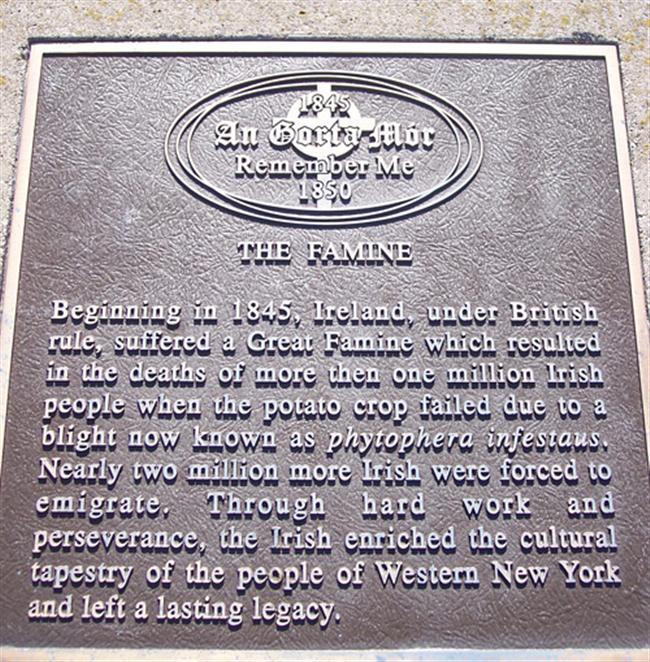 1845
An Gorta Mór
Remember Me
1850
THE FAMINE
Beginning in 1845, Ireland, under British
rule, suffered a Great Famine which resulted
in the deaths of more then one million Irish
people when the potato crop failed due to a
blight now known as phytophera infestaus.
Nearly two million more Irish were forced to
emigrate. Through hard work and
perseverance, the Irish enriched the cultural
tapestry of the people of Western New York
and left a lasting legacy.